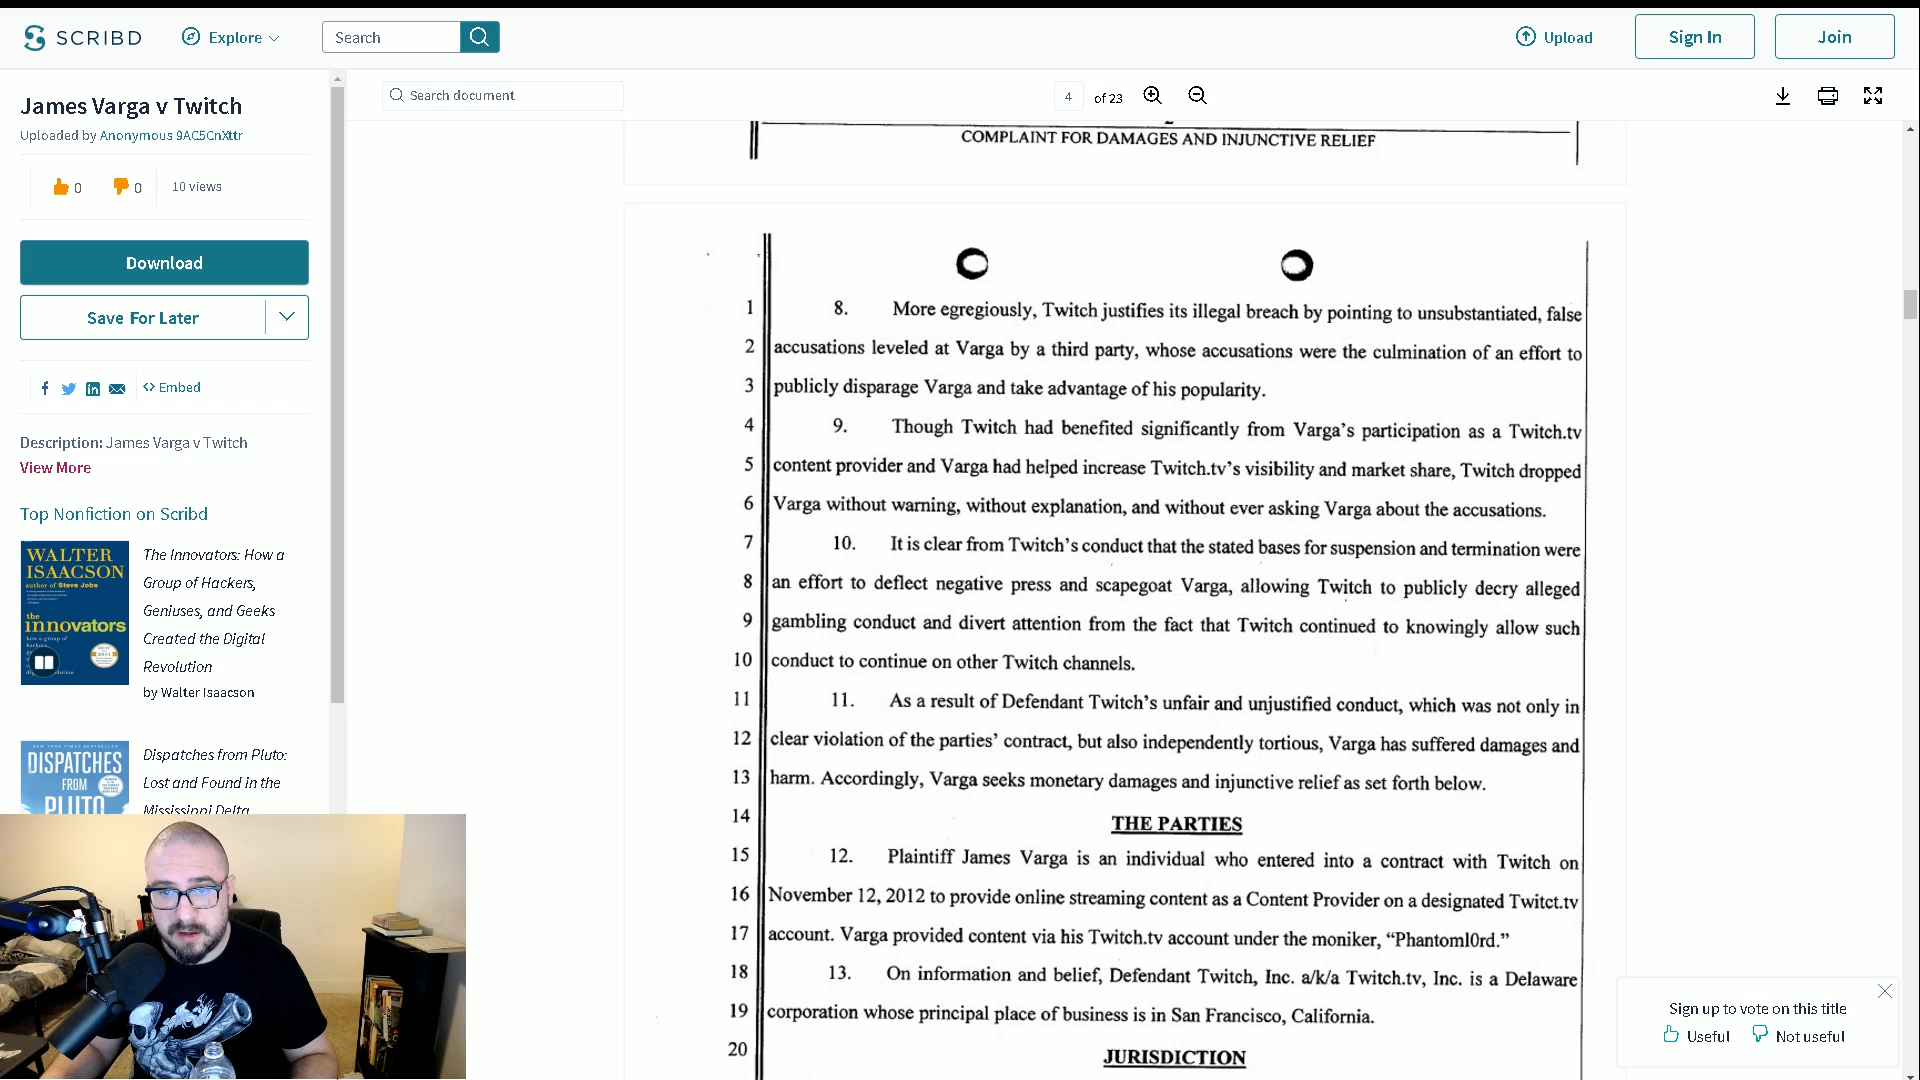 SCRIBD
Explore
Search
Upload
Sign In
Join
James Varga v Twitch
Uploaded by Anonymous 9AC5CnXttr
0
0
10 views
Download
Save For Later
Embed
Description: James Varga v Twitch
View More
Top Nonfiction on Scribd
WALTER
ISAACSON
author of Steve Jobs
the
innovators
The Innovators: How a
Group of Hackers,
Geniuses, and Geeks
Created the Digital
Revolution
by Walter Isaacson
DISPATCHES
FROM
PLUTO
Dispatches from Pluto:
Lost and Found in the
Mississippi Delta
Search document
4 of 23
COMPLAINT FOR DAMAGES AND INJUNCTIVE RELIEF
1 8. More egregiously, Twitch justifies its illegal breach by pointing to unsubstantiated, false
2 accusations leveled at Varga by a third party, whose accusations were the culmination of an effort to
3 publicly disparage Varga and take advantage of his popularity.
4 9. Though Twitch had benefited significantly from Varga's participation as a Twitch.tv
5 content provider and Varga had helped increase Twitch.tv's visibility and market share, Twitch dropped
6 Varga without warning, without explanation, and without ever asking Varga about the accusations.
7 10. It is clear from Twitch's conduct that the stated bases for suspension and termination were
8 an effort to deflect negative press and scapegoat Varga, allowing Twitch to publicly decry alleged
9 gambling conduct and divert attention from the fact that Twitch continued to knowingly allow such
10 conduct to continue on other Twitch channels.
11 11. As a result of Defendant Twitch's unfair and unjustified conduct, which was not only in
12 clear violation of the parties' contract, but also independently tortious, Varga has suffered damages and
13 harm. Accordingly, Varga seeks monetary damages and injunctive relief as set forth below.
14 THE PARTIES
15 12. Plaintiff James Varga is an individual who entered into a contract with Twitch on
16 November 12, 2012 to provide online streaming content as a Content Provider on a designated Twitct.tv
17 account. Varga provided content via his Twitch.tv account under the moniker, "Phantoml0rd."
18 13. On information and belief, Defendant Twitch, Inc. a/k/a Twitch.tv, Inc. is a Delaware
19 corporation whose principal place of business is in San Francisco, California.
20 JURISDICTION
Sign up to vote on this title
Useful
Not useful